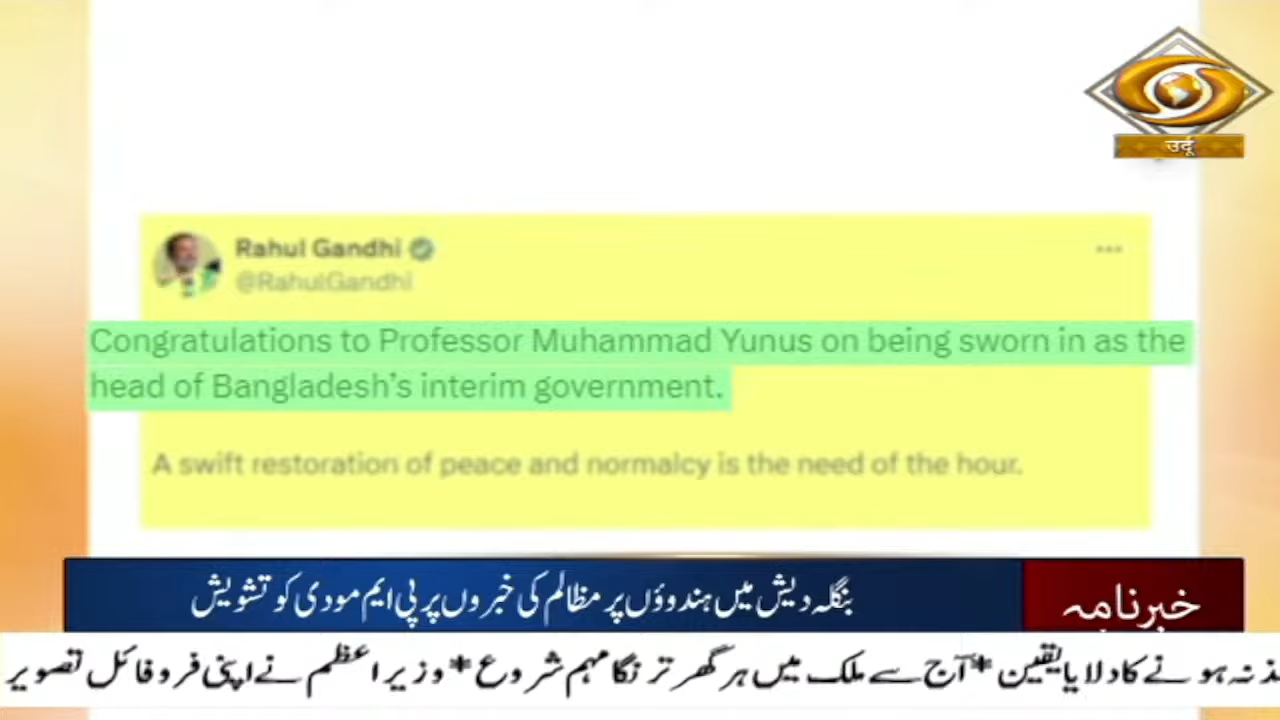 उर्दू
Rahul Gandhi
@RahulGandhi
Congratulations to Professor Muhammad Yunus on being sworn in as the
head of Bangladesh’s interim government.
A swift restoration of peace and normalcy is the need of the hour.
خبرنامہ
بنگلہ دیش میں ہندوؤں پر مظالم کی خبروں پر پی ایم مودی کو تشویش
نہ ہونے کا دلایا یقین *آج سے ملک میں ہر گھر ترنگا مہم شروع *وزیر اعظم نے اپنی فروفائل تصویر